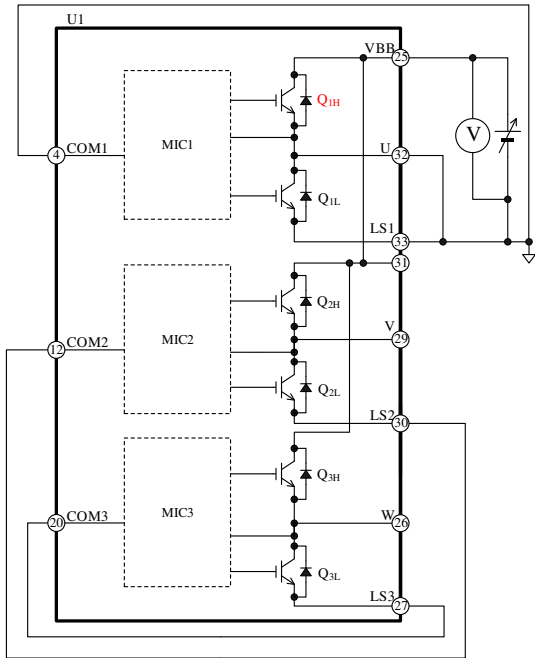 U1
VBB 25
Q1H
V
MIC1
4 COM1
U 32
Q1L
LS1 33
31
Q2H
12 COM2
MIC2
V 29
Q2L
LS2 30
Q3H
20 COM3
MIC3
W 26
Q3L
LS3 27